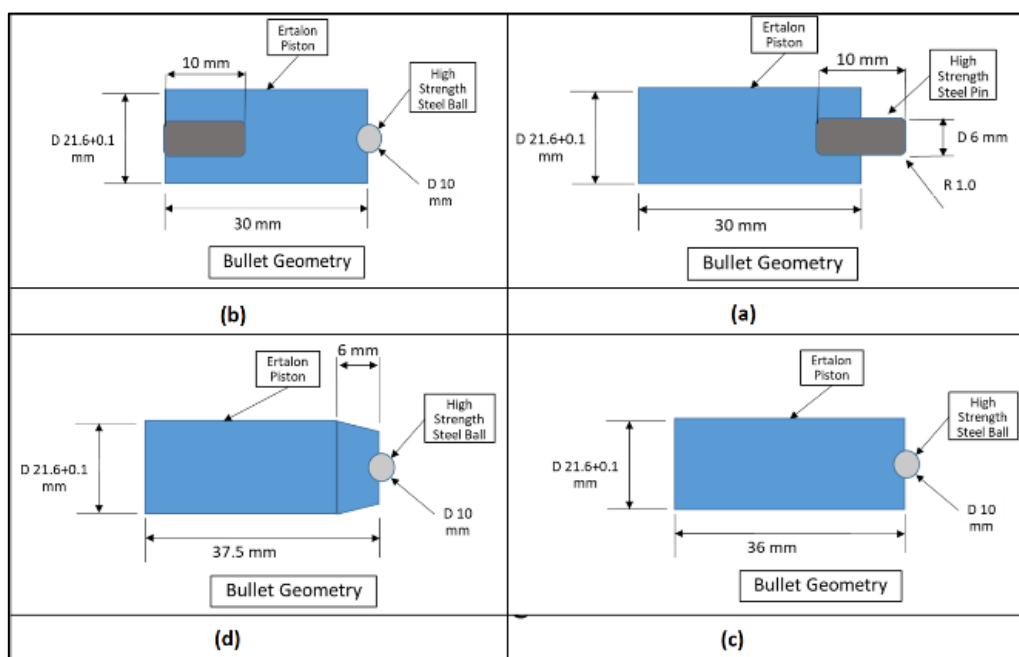 Ertalon
Piston
10 mm
High
Strength
Steel Ball
D 21.6+0.1
mm
D 10
mm
30 mm
Bullet Geometry
(b)
Ertalon
Piston
10 mm
High
Strength
Steel Pin
D 21.6+0.1
mm
D 6 mm
R 1.0
30 mm
Bullet Geometry
(a)
6 mm
Ertalon
Piston
High
Strength
Steel Ball
D 21.6+0.1
mm
D 10
mm
37.5 mm
Bullet Geometry
(d)
Ertalon
Piston
High
Strength
Steel Ball
D 21.6+0.1
mm
D 10
mm
36 mm
Bullet Geometry
(c)